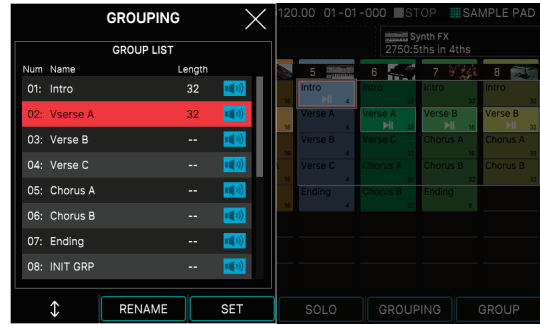 GROUPING
GROUP LIST
Num Name Length
01: Intro 32
02: Vserse A 32
03: Verse B --
04: Verse C --
05: Chorus A --
06: Chorus B --
07: Ending --
08: INIT GRP --
RENAME SET
120.00 01-01-000 STOP SAMPLE PAD
Synth FX
2750:5ths in 4ths
5 6 7 8
Intro Intro Intro Intro
Verse A Verse A Verse B Verse B
Verse B Verse C Chorus A Chorus A
Verse C Chorus A Chorus B Chorus B
Ending Chorus B Ending
SOLO GROUPING GROUP